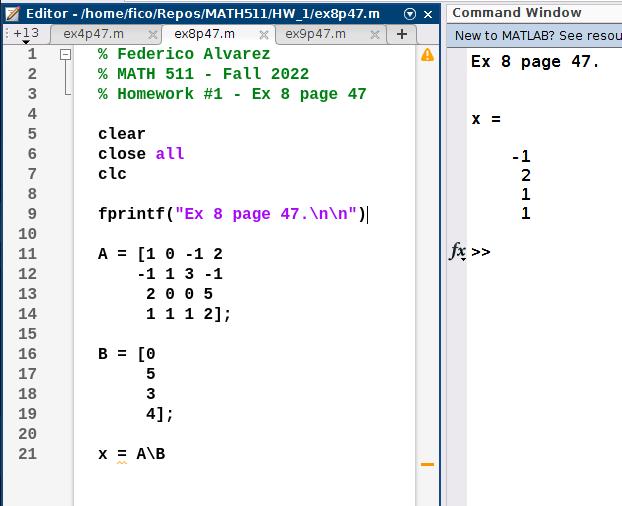 Editor - /home/fico/Repos/MATH511/HW_1/ex8p47.m
+13 ex4p47.m ex8p47.m ex9p47.m +
1 % Federico Alvarez
2 % MATH 511 - Fall 2022
3 % Homework #1 - Ex 8 page 47
4
5 clear
6 close all
7 clc
8
9 fprintf("Ex 8 page 47.\n\n")
10
11 A = [1 0 -1 2
12 -1 1 3 -1
13 2 0 0 5
14 1 1 1 2];
15
16 B = [0
17 5
18 3
19 4];
20
21 x = A\B
Command Window
New to MATLAB? See resou
Ex 8 page 47.
x =
-1
2
1
1
fx >>